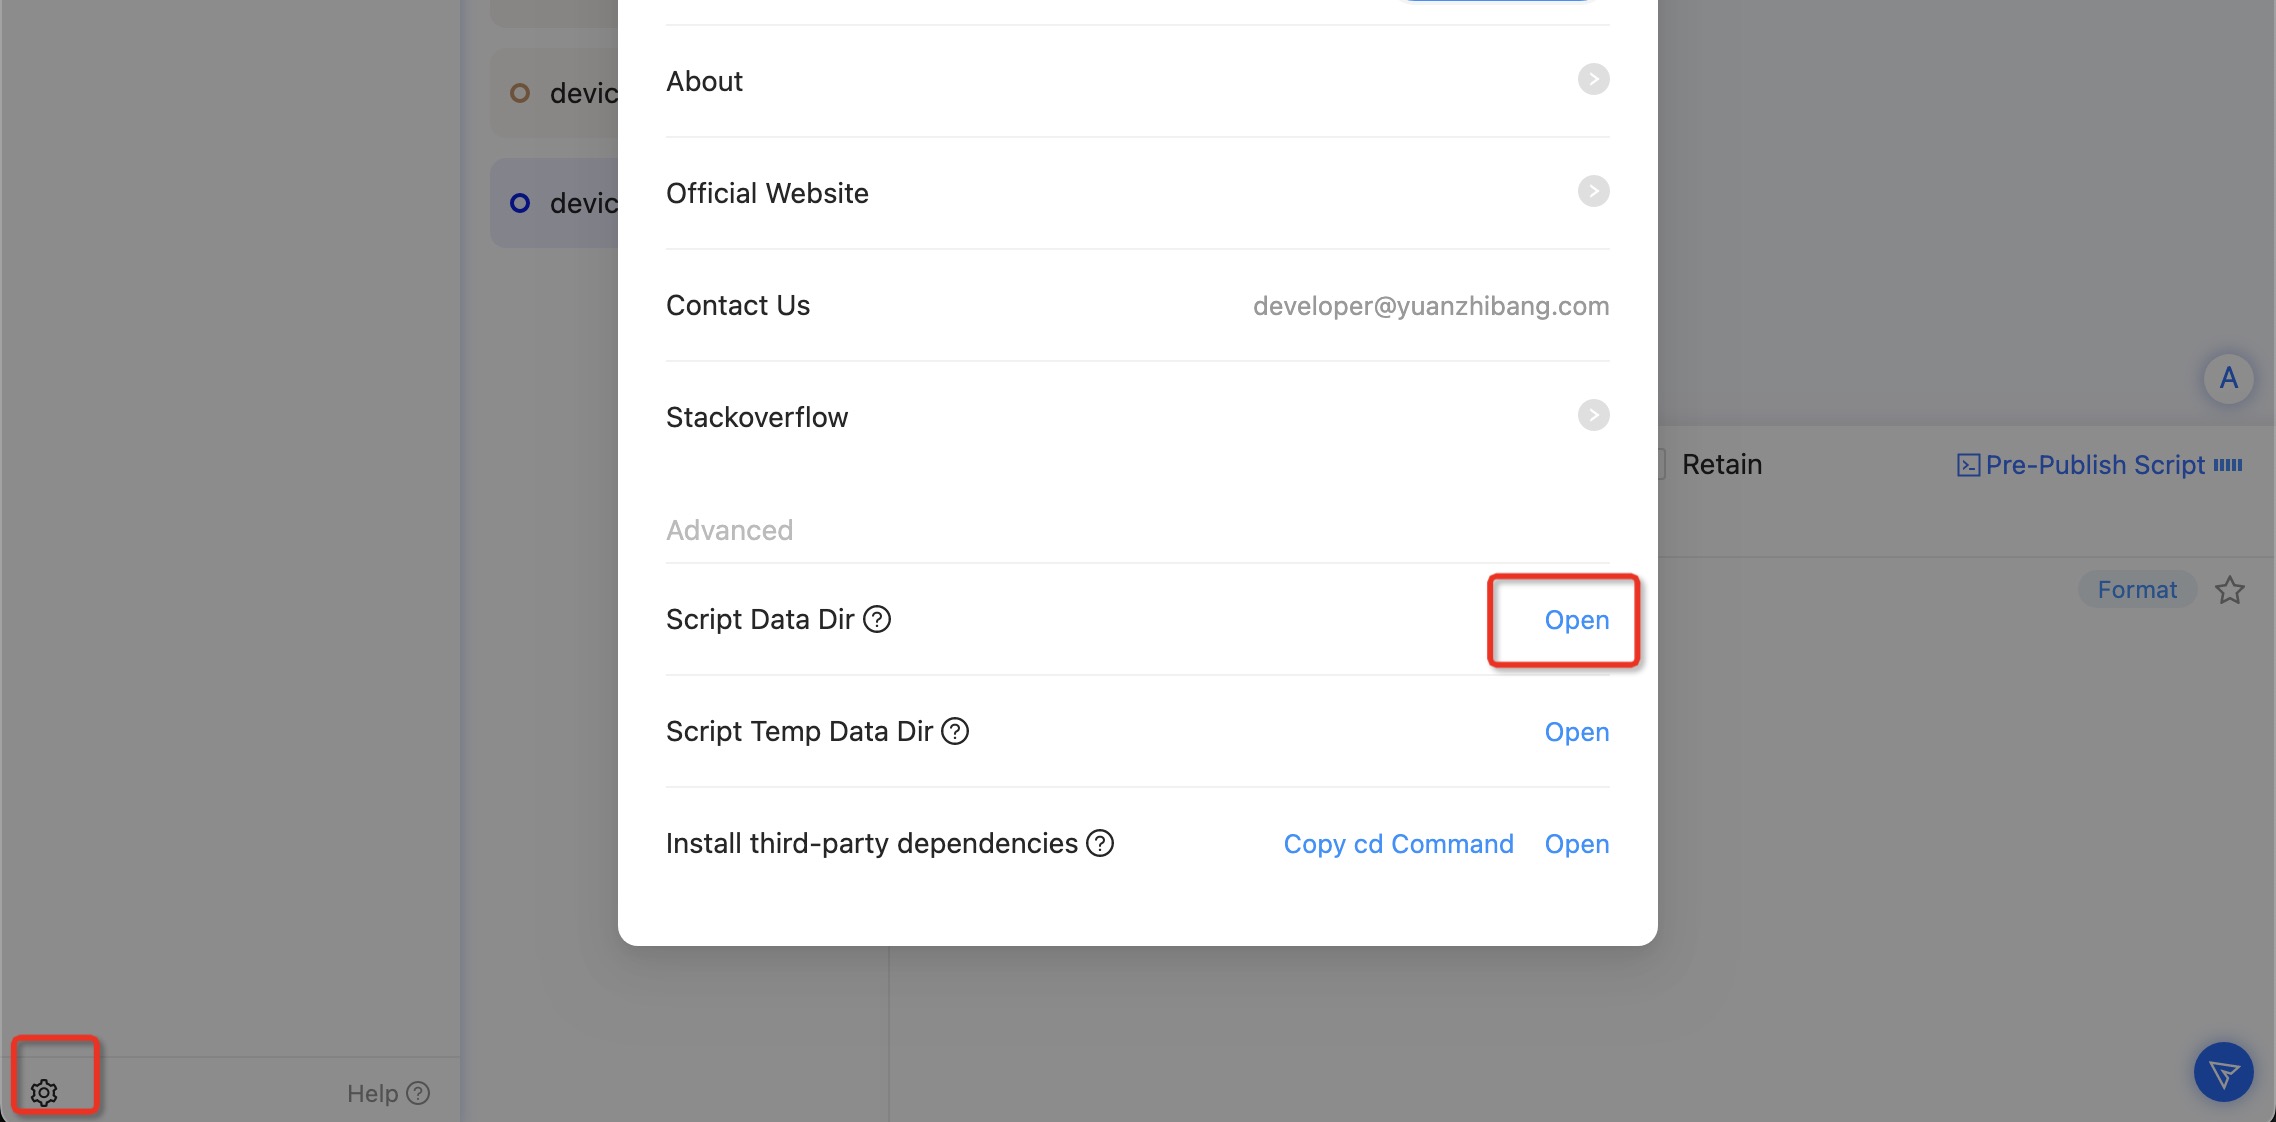 About
devic
Official Website
devic
Contact Us developer@yuanzhibang.com
A
Stackoverflow
Retain Pre-Publish Script
Advanced
Format
Script Data Dir ? Open
Script Temp Data Dir ? Open
Install third-party dependencies ? Copy cd Command Open
Help ?